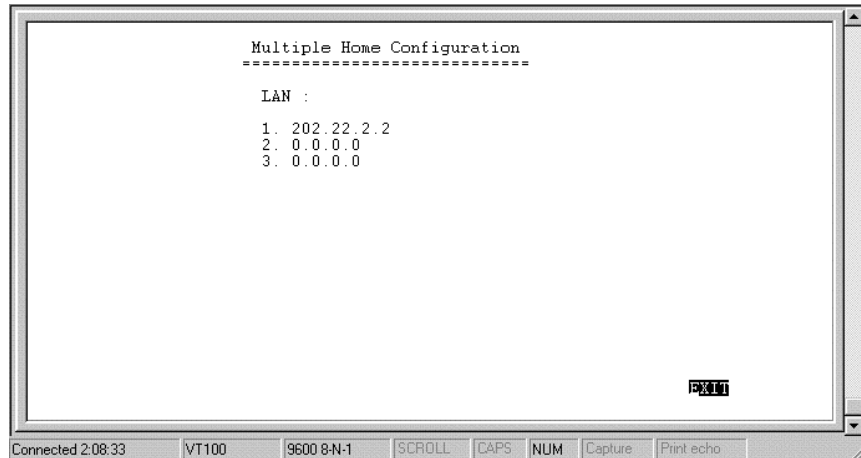 Multiple Home Configuration
=============================
LAN :
1. 202.22.2.2
2. 0.0.0.0
3. 0.0.0.0
EXIT
Connected 2:08:33 VT100 9600 8-N-1 SCROLL CAPS NUM Capture Print echo